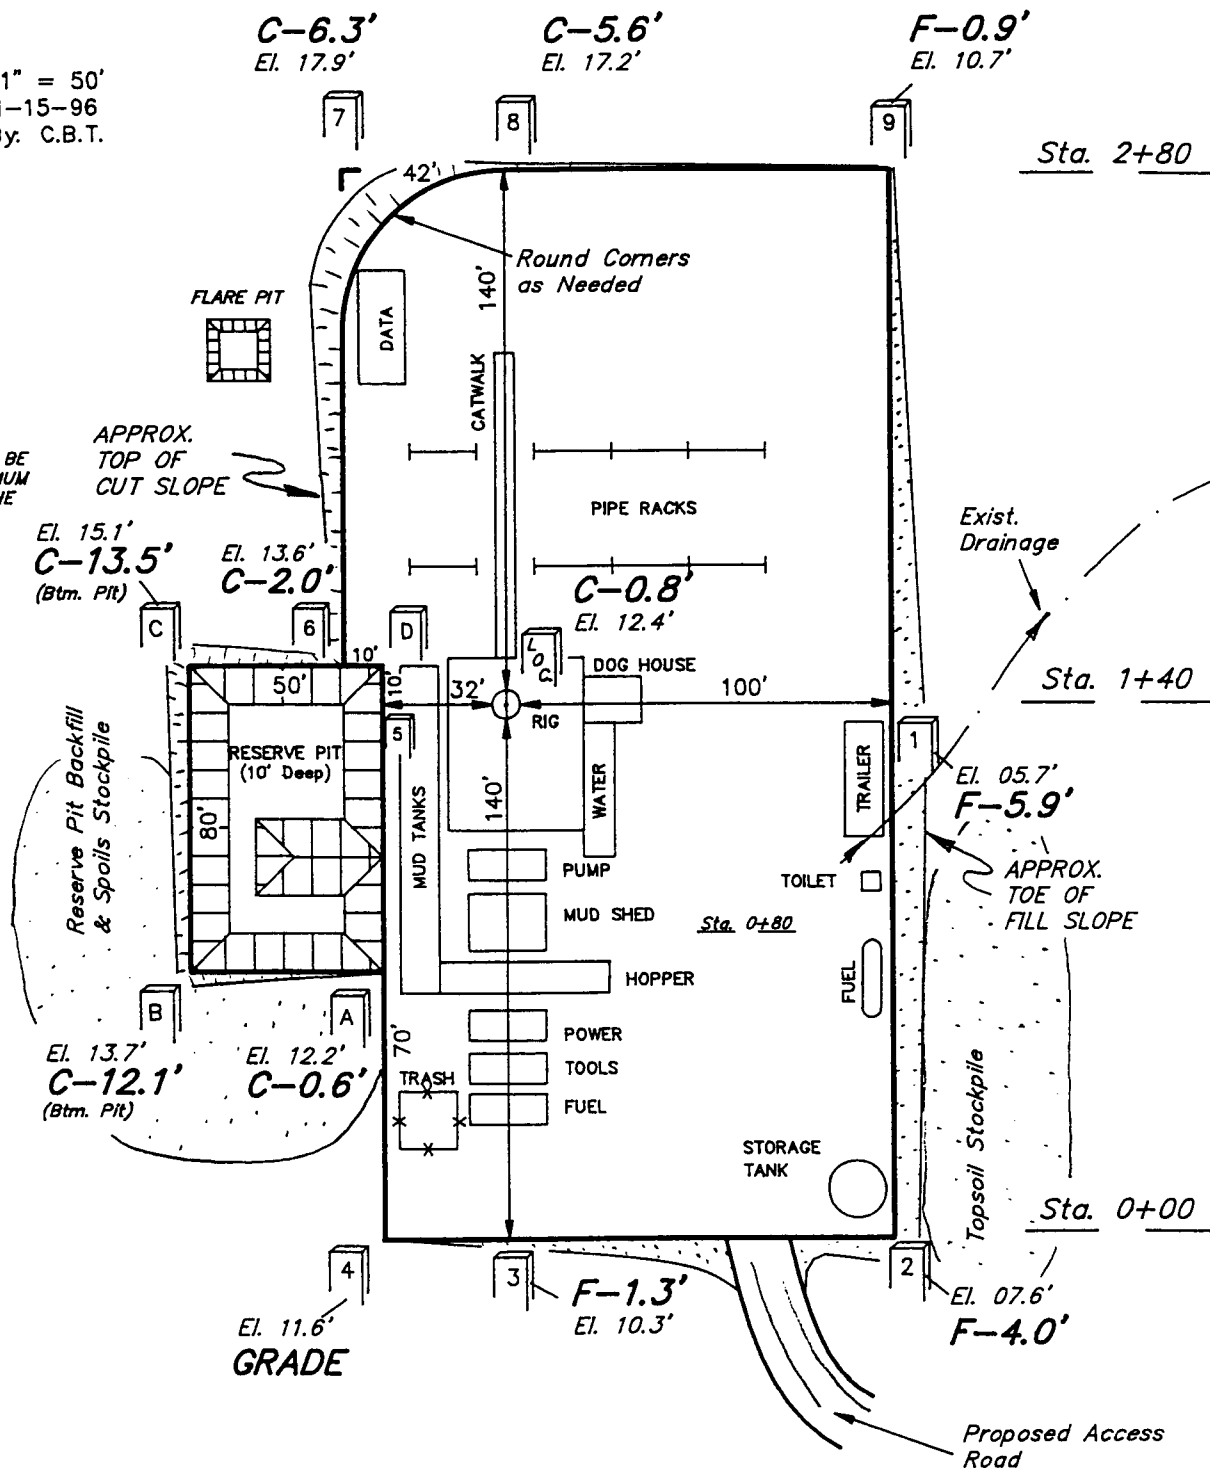 C-6.3'
El. 17.9'
C-5.6'
El. 17.2'
F-0.9'
El. 10.7'
1" = 50'
-15-96
By: C.B.T.
7
8
9
Sta. 2+80
42'
Round Corners
as Needed
140'
FLARE PIT
DATA
CATWALK
APPROX.
TOP OF
CUT SLOPE
BE
PIPE RACKS
Exist.
Drainage
El. 15.1'
C-13.5'
(Btm. Pit)
El. 13.6'
C-2.0'
C-0.8'
El. 12.4'
C
6
D
LOC.
10'
10'
50'
32'
DOG HOUSE
RIG
100'
Sta. 1+40
5
1
RESERVE PIT
(10' Deep)
80'
Reserve Pit Backfill
& Spoils Stockpile
MUD TANKS
140'
WATER
TRAILER
El. 05.7'
F-5.9'
PUMP
TOILET
APPROX.
TOE OF
FILL SLOPE
MUD SHED
Sta. 0+80
HOPPER
FUEL
B
A
El. 13.7'
C-12.1'
(Btm. Pit)
El. 12.2'
C-0.6'
70'
POWER
TOOLS
TRASH
FUEL
Topsoil Stockpile
STORAGE
TANK
Sta. 0+00
4
3
2
F-1.3'
El. 10.3'
El. 07.6'
F-4.0'
El. 11.6'
GRADE
Proposed Access
Road